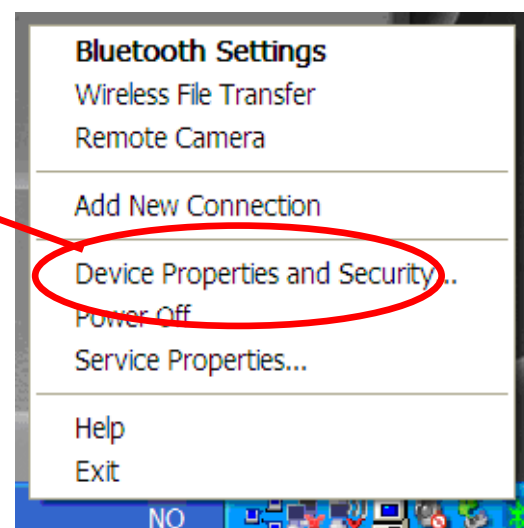 Bluetooth Settings
Wireless File Transfer
Remote Camera
Add New Connection
Device Properties and Security...
Power Off
Service Properties...
Help
Exit
NO